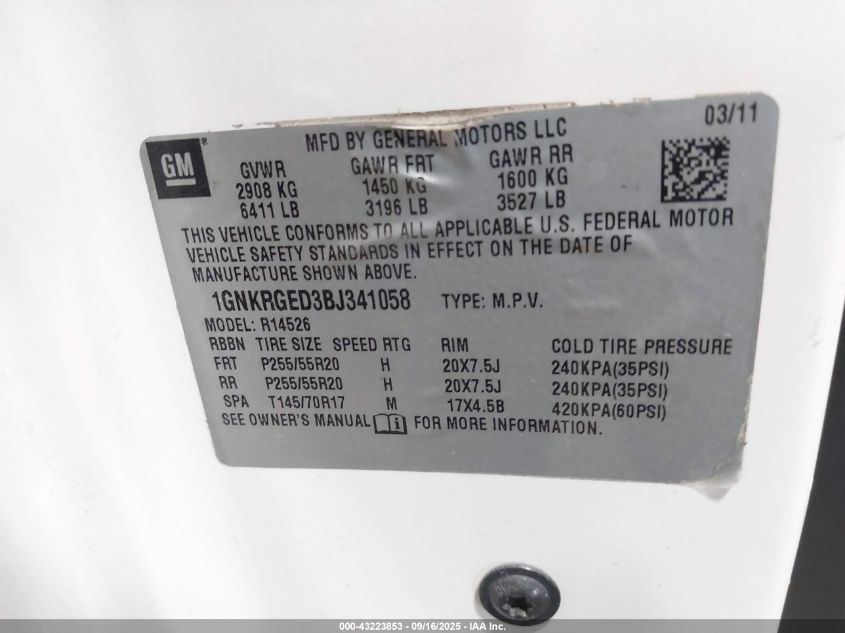 GM®
MFD BY GENERAL MOTORS LLC
03/11
GVWR GAWR FRT GAWR RR
2908 KG 1450 KG 1600 KG
6411 LB 3196 LB 3527 LB
THIS VEHICLE CONFORMS TO ALL APPLICABLE U.S. FEDERAL MOTOR
VEHICLE SAFETY STANDARDS IN EFFECT ON THE DATE OF
MANUFACTURE SHOWN ABOVE.
1GNKRGED3BJ341058 TYPE: M.P.V.
MODEL: R14526
RBBN TIRE SIZE SPEED RTG RIM COLD TIRE PRESSURE
FRT P255/55R20 H 20X7.5J 240KPA(35PSI)
RR P255/55R20 H 20X7.5J 240KPA(35PSI)
SPA T145/70R17 M 17X4.5B 420KPA(60PSI)
SEE OWNER'S MANUAL i FOR MORE INFORMATION.
000-43223853 - 09/16/2025 - IAA Inc.